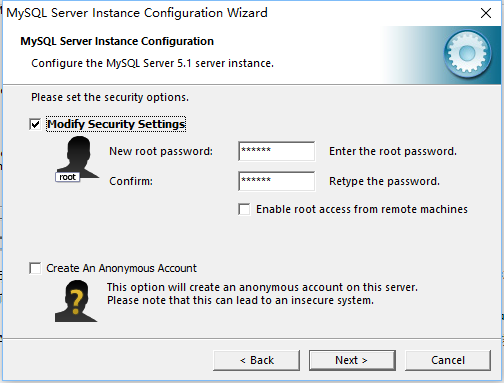 MySQL Server Instance Configuration Wizard
MySQL Server Instance Configuration
Configure the MySQL Server 5.1 server instance.
Please set the security options.
Modify Security Settings
New root password: ****** Enter the root password.
root
Confirm: ****** Retype the password.
Enable root access from remote machines
Create An Anonymous Account
This option will create an anonymous account on this server.
Please note that this can lead to an insecure system.
< Back Next > Cancel